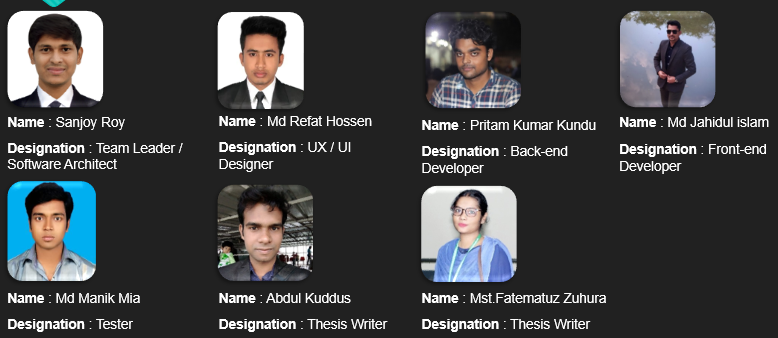 Name : Sanjoy Roy
Designation : Team Leader /
Software Architect
Name : Md Refat Hossen
Designation : UX / UI
Designer
Name : Pritam Kumar Kundu
Designation : Back-end
Developer
Name : Md Jahidul islam
Designation : Front-end
Developer
Name : Md Manik Mia
Designation : Tester
Name : Abdul Kuddus
Designation : Thesis Writer
Name : Mst.Fatematuz Zuhura
Designation : Thesis Writer